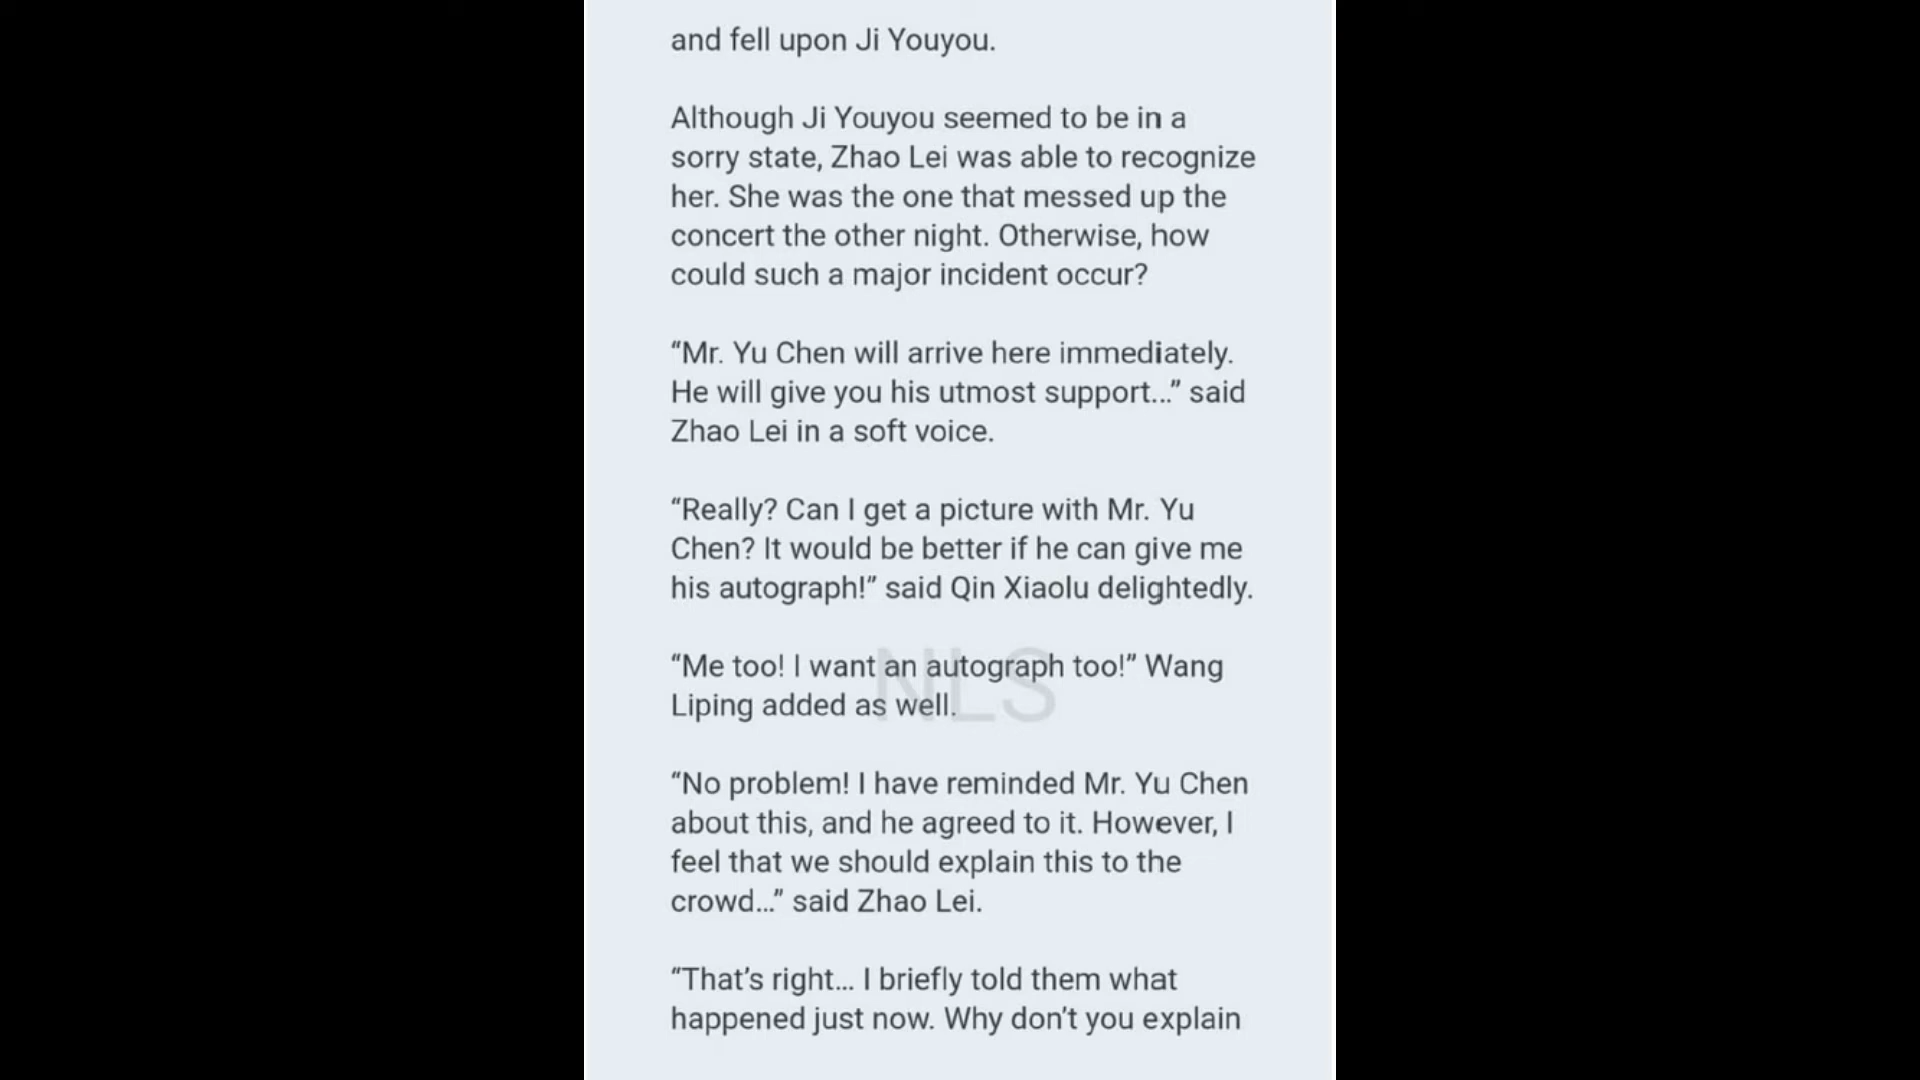 and fell upon Ji Youyou.
Although Ji Youyou seemed to be in a
sorry state, Zhao Lei was able to recognize
her. She was the one that messed up the
concert the other night. Otherwise, how
could such a major incident occur?
“Mr. Yu Chen will arrive here immediately.
He will give you his utmost support…” said
Zhao Lei in a soft voice.
“Really? Can I get a picture with Mr. Yu
Chen? It would be better if he can give me
his autograph!” said Qin Xiaolu delightedly.
“Me too! I want an autograph too!” Wang
Liping added as well.
NLS
“No problem! I have reminded Mr. Yu Chen
about this, and he agreed to it. However, I
feel that we should explain this to the
crowd…” said Zhao Lei.
“That’s right… I briefly told them what
happened just now. Why don’t you explain